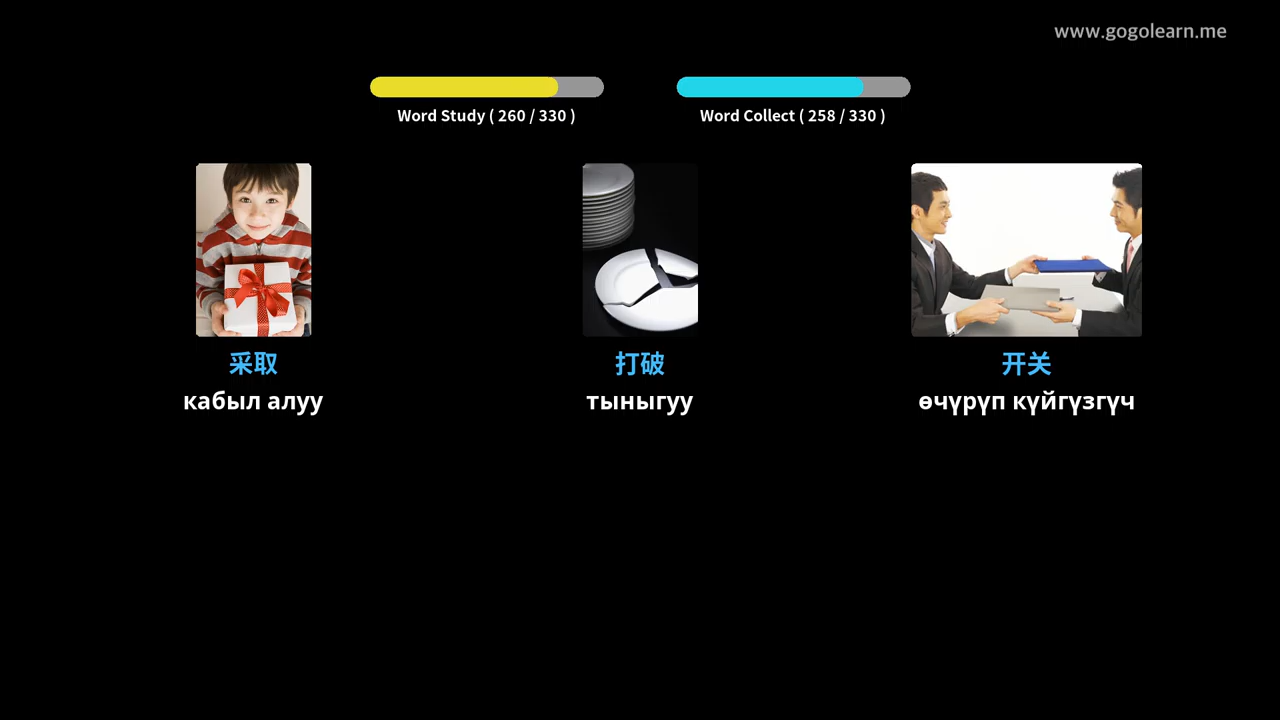 www.gogolearn.me
Word Study ( 260 / 330 )
Word Collect ( 258 / 330 )
采取
打破
开关
кабыл алуу
тыныгуу
өчүрүп күйгүзгүч